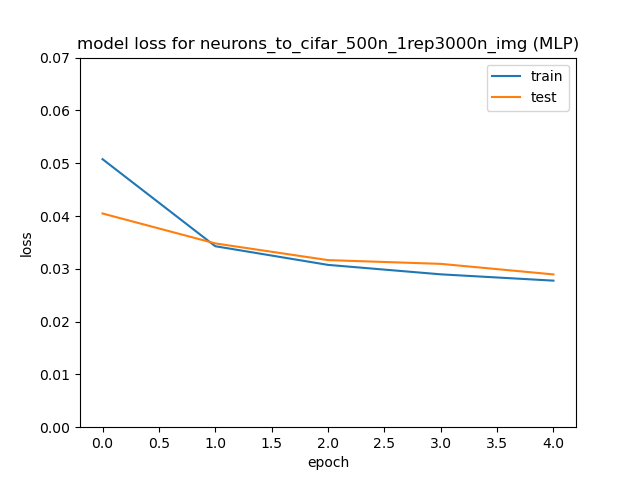 model loss for neurons_to_cifar_500n_1rep3000n_img (MLP)
0.07
0.06
0.05
0.04
0.03
0.02
0.01
0.00
loss
train
test
0.0 0.5 1.0 1.5 2.0 2.5 3.0 3.5 4.0
epoch